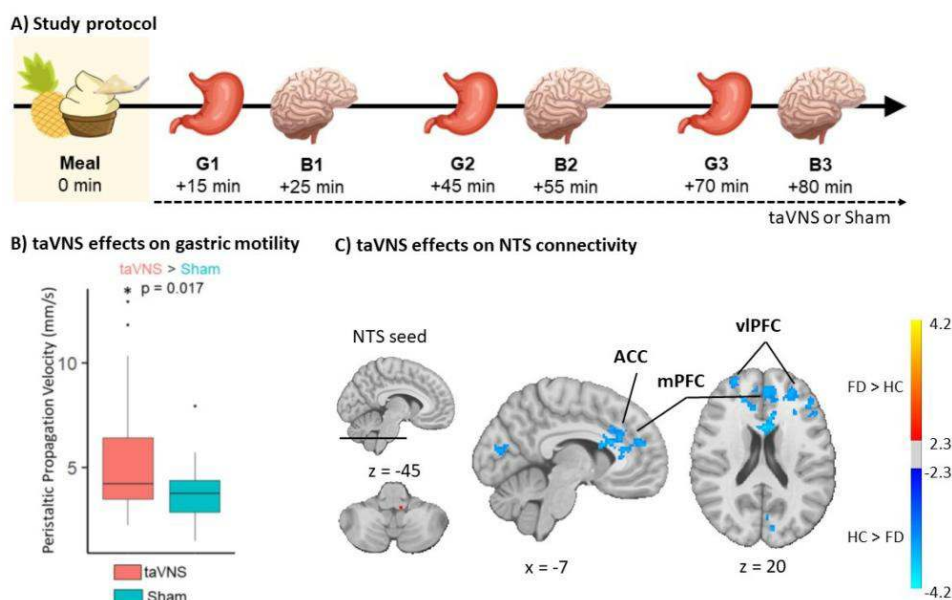 A) Study protocol
Meal
0 min
G1
+15 min
B1
+25 min
G2
+45 min
B2
+55 min
G3
+70 min
B3
+80 min
taVNS or Sham
B) taVNS effects on gastric motility
taVNS > Sham
* p = 0.017
Peristaltic Propagation Velocity (mm/s)
10
5
taVNS
Sham
C) taVNS effects on NTS connectivity
NTS seed
z = -45
ACC
mPFC
x = -7
vlPFC
z = 20
4.2
FD > HC
2.3
-2.3
HC > FD
-4.2